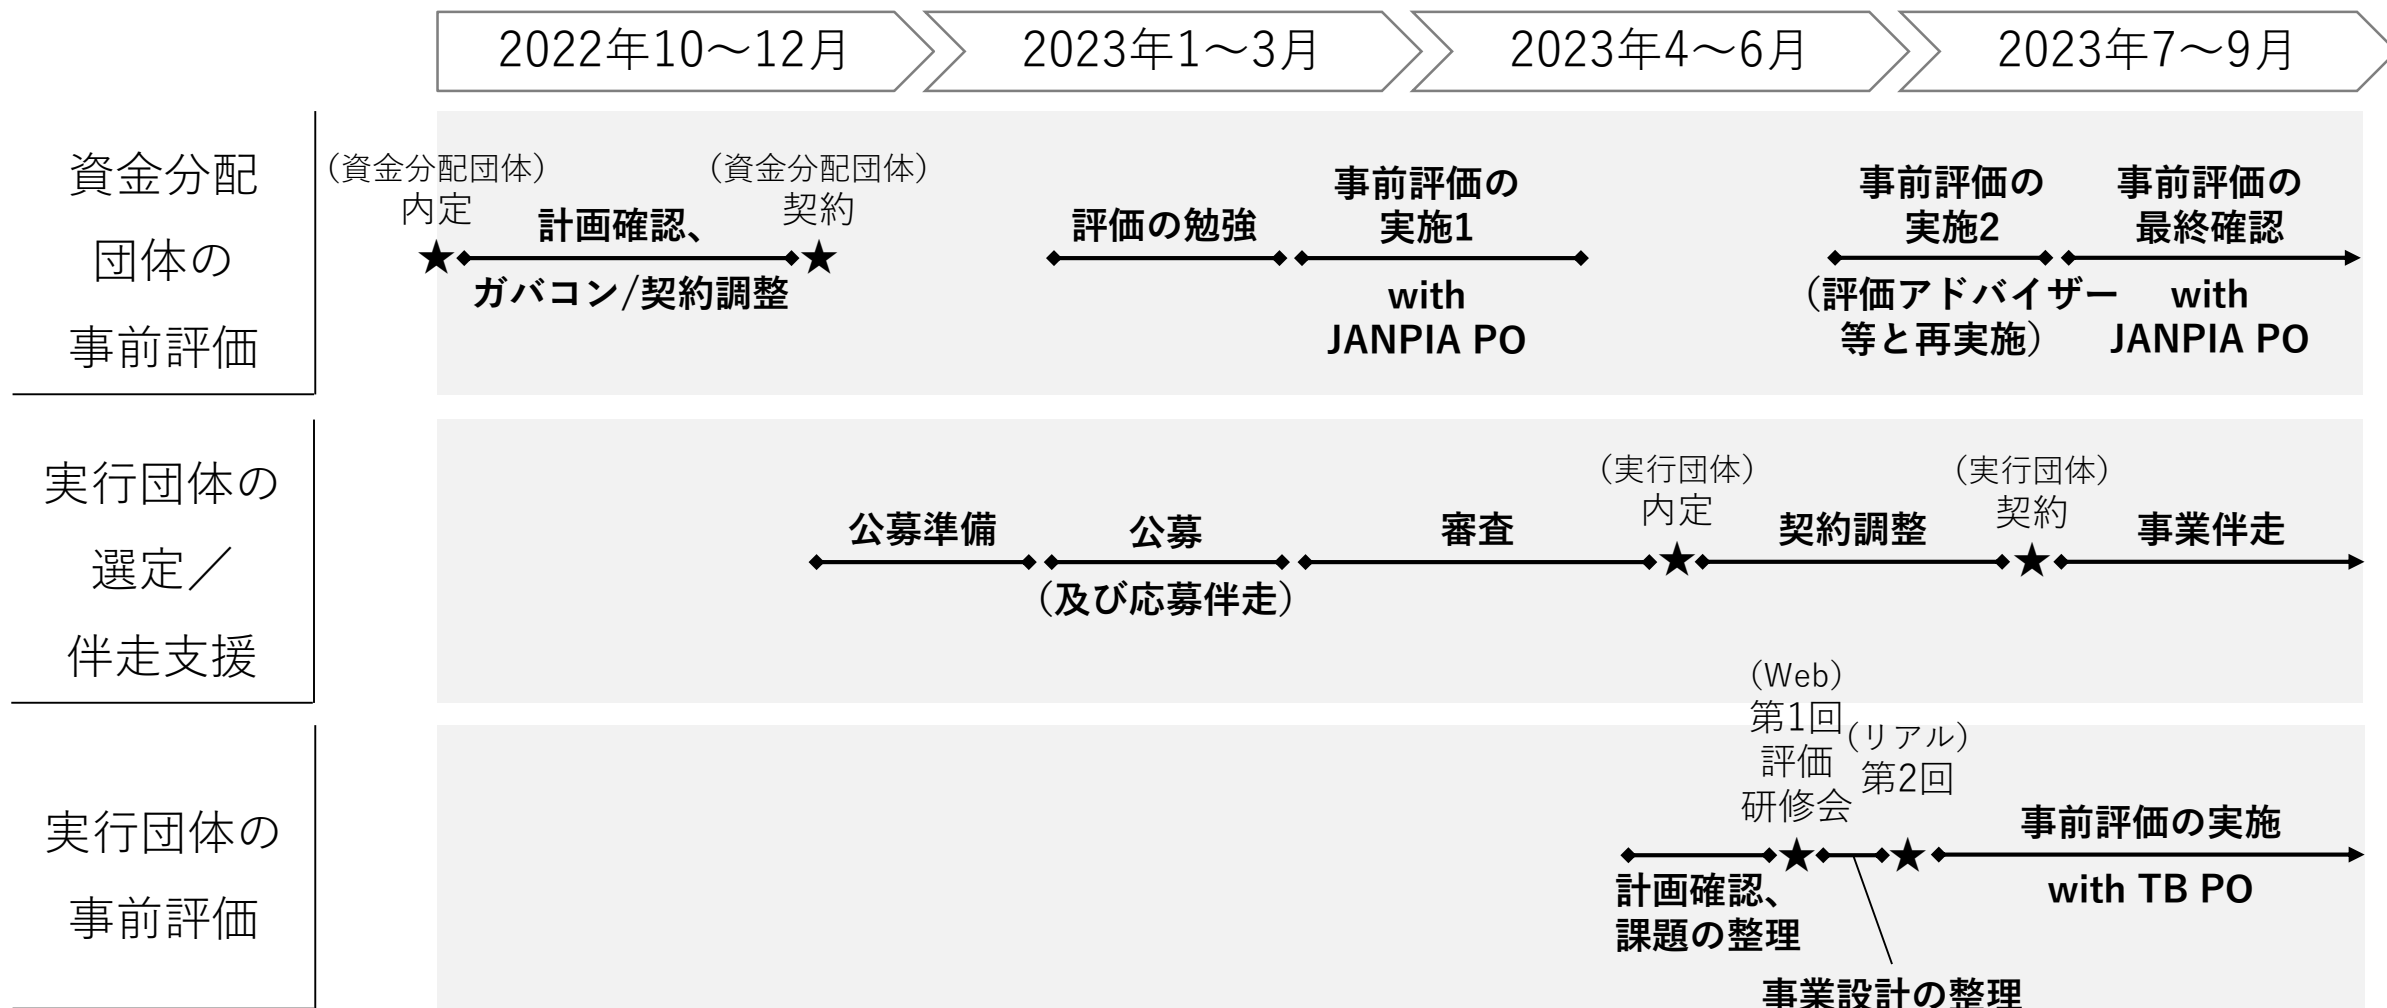 2022年10～12月
2023年1～3月
2023年4～6月
2023年7～9月
資金分配
団体の
事前評価
（資金分配団体）
内定
計画確認、
ガバコン/契約調整
（資金分配団体）
契約
評価の勉強
事前評価の
実施1
with
JANPIA PO
事前評価の
実施2
（評価アドバイザー
等と再実施）
事前評価の
最終確認
with
JANPIA PO
実行団体の
選定／
伴走支援
公募準備
公募
（及び応募伴走）
審査
（実行団体）
内定
契約調整
（実行団体）
契約
事業伴走
実行団体の
事前評価
計画確認、
課題の整理
（Web）
第1回
評価
研修会
事業設計の整理
（リアル）
第2回
事前評価の実施
with TB PO